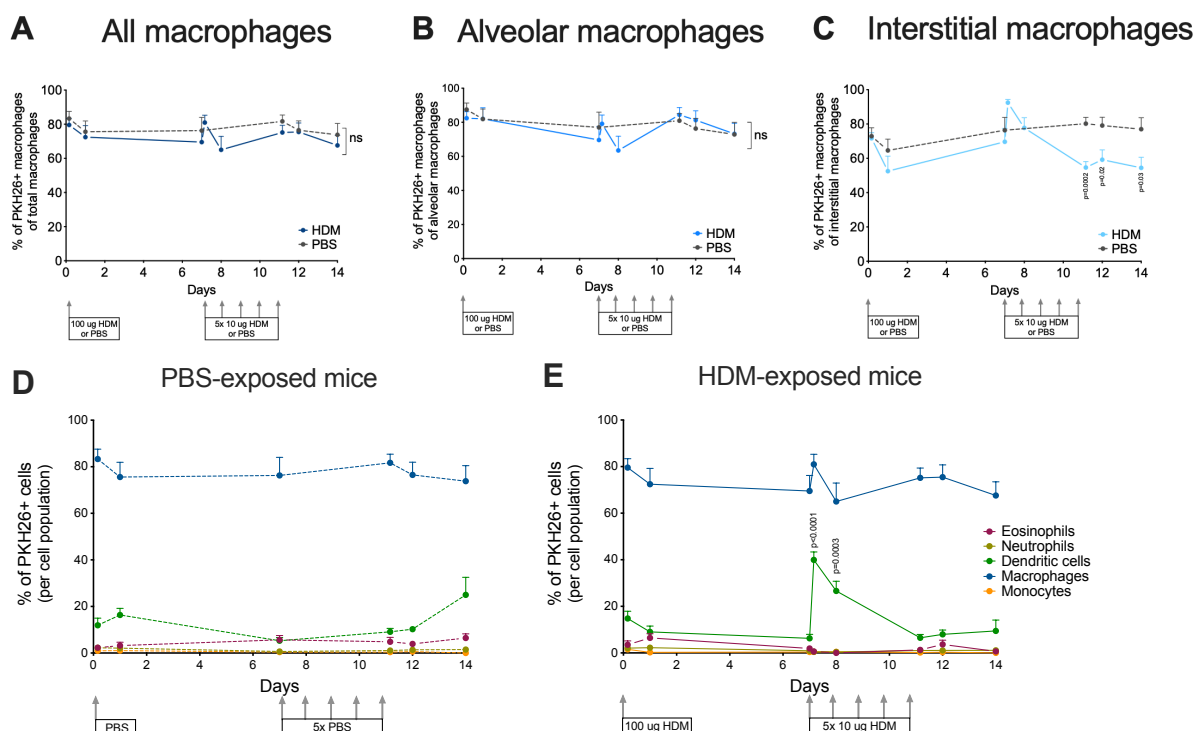 A All macrophages
% of PKH26+ macrophages
of total macrophages
100
80
60
40
20
0
ns
HDM
PBS
0 2 4 6 8 10 12 14
Days
100 ug HDM
or PBS
5x 10 ug HDM
or PBS
B Alveolar macrophages
% of PKH26+ macrophages
of alveolar macrophages
100
80
60
40
20
0
ns
HDM
PBS
0 2 4 6 8 10 12 14
Days
100 ug HDM
or PBS
5x 10 ug HDM
or PBS
C Interstitial macrophages
% of PKH26+ macrophages
of interstitial macrophages
100
80
60
40
20
0
p=0.0002
p=0.02
p=0.03
HDM
PBS
0 2 4 6 8 10 12 14
Days
100 ug HDM
or PBS
5x 10 ug HDM
or PBS
D PBS-exposed mice
% of PKH26+ cells
(per cell population)
100
80
60
40
20
0
0 2 4 6 8 10 12 14
Days
PBS
5x PBS
E HDM-exposed mice
% of PKH26+ cells
(per cell population)
100
80
60
40
20
0
p<0.0001
p=0.0003
Eosinophils
Neutrophils
Dendritic cells
Macrophages
Monocytes
0 2 4 6 8 10 12 14
Days
100 ug HDM
5x 10 ug HDM